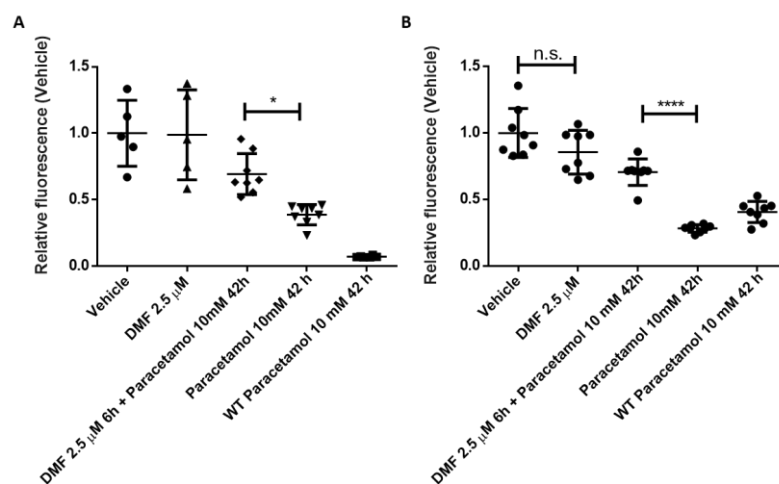 A
Relative fluorescence (Vehicle)
1.5
1.0
0.5
0.0
*
Vehicle
DMF 2.5 μM
DMF 2.5 μM 6h + Paracetamol 10mM 42h
Paracetamol 10mM 42 h
WT Paracetamol 10 mM 42 h
B
Relative fluorescence (Vehicle)
1.5
1.0
0.5
0.0
n.s.
****
Vehicle
DMF 2.5 μM
DMF 2.5 μM 6h + Paracetamol 10 mM 42h
Paracetamol 10mM 42h
WT Paracetamol 10 mM 42 h